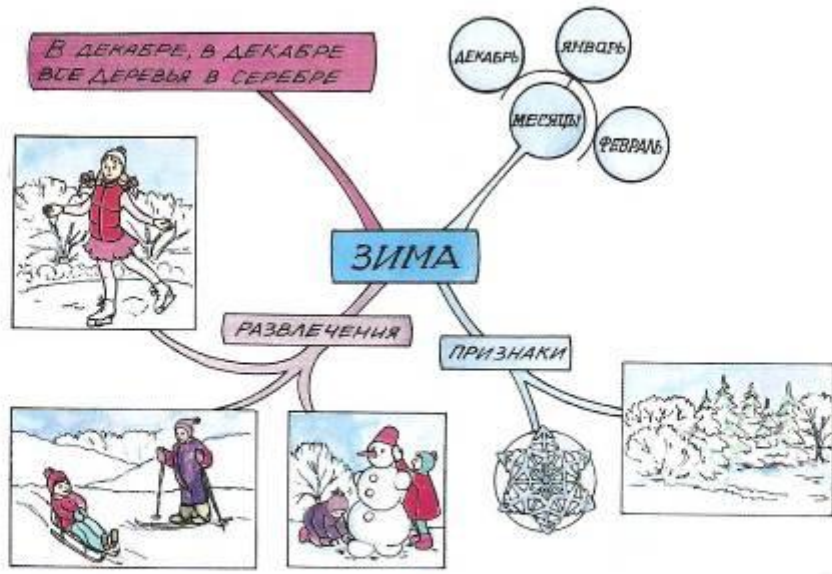 В ДЕКАБРЕ, В ДЕКАБРЕ
ВСЕ ДЕРЕВЬЯ В СЕРЕБРЕ
ДЕКАБРЬ
ЯНВАРЬ
МЕСЯЦЫ
ФЕВРАЛЬ
ЗИМА
РАЗВЛЕЧЕНИЯ
ПРИЗНАКИ